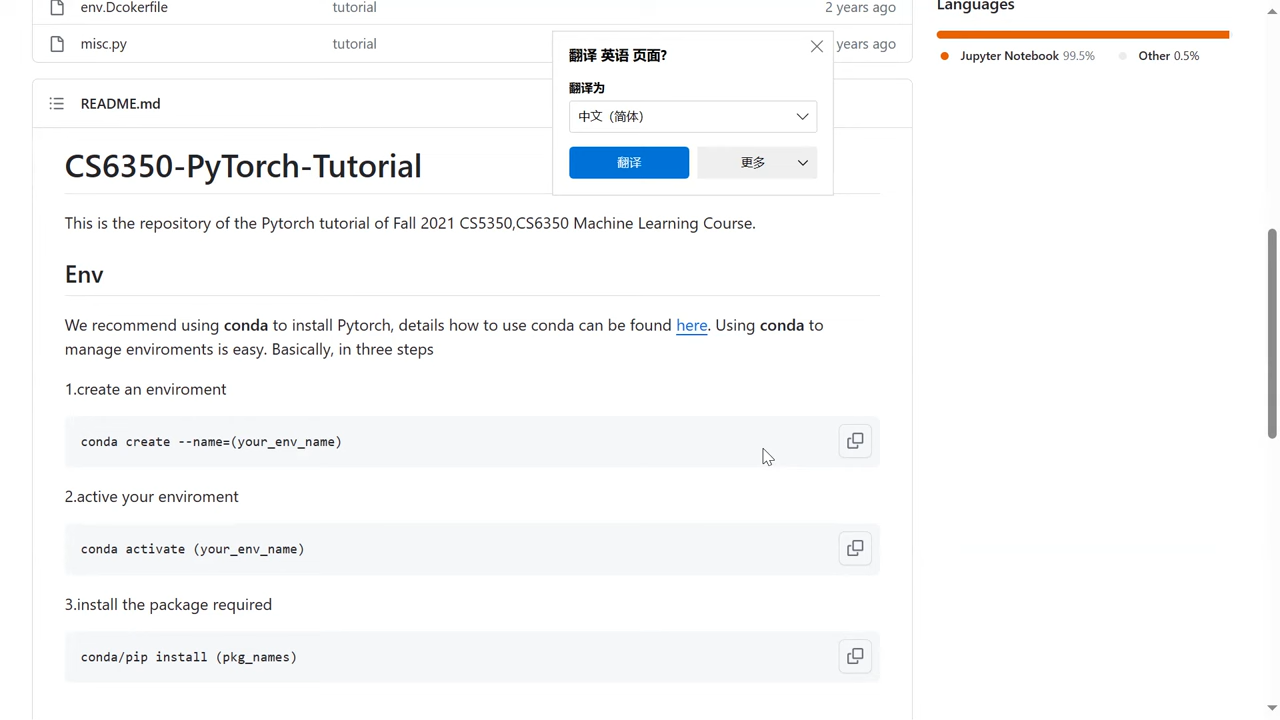 env.Dcokerfile tutorial 2 years ago
misc.py tutorial years ago
Languages
Jupyter Notebook 99.5% Other 0.5%
翻译 英语 页面?
翻译为
中文（简体）
翻译 更多
README.md
CS6350-PyTorch-Tutorial
This is the repository of the Pytorch tutorial of Fall 2021 CS5350,CS6350 Machine Learning Course.
Env
We recommend using conda to install Pytorch, details how to use conda can be found here. Using conda to
manage enviroments is easy. Basically, in three steps
1.create an enviroment
conda create --name=(your_env_name)
2.active your enviroment
conda activate (your_env_name)
3.install the package required
conda/pip install (pkg_names)